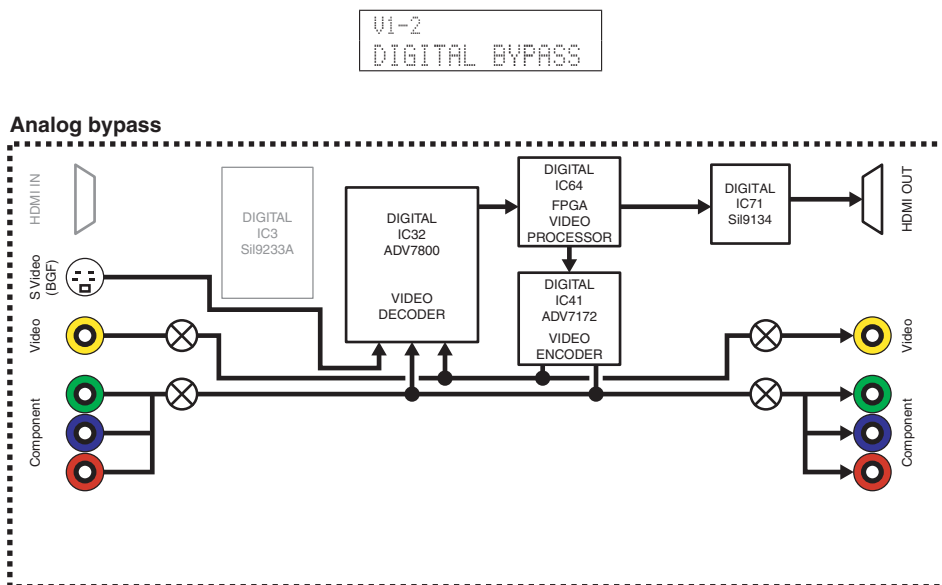 V1-2
DIGITAL BYPASS
Analog bypass
HDMI IN
DIGITAL
IC3
Sil9233A
DIGITAL
IC32
ADV7800
VIDEO
DECODER
DIGITAL
IC64
FPGA
VIDEO
PROCESSOR
DIGITAL
IC71
Sil9134
HDMI OUT
S Video
(BGF)
DIGITAL
IC41
ADV7172
VIDEO
ENCODER
Video
Video
Component
Component